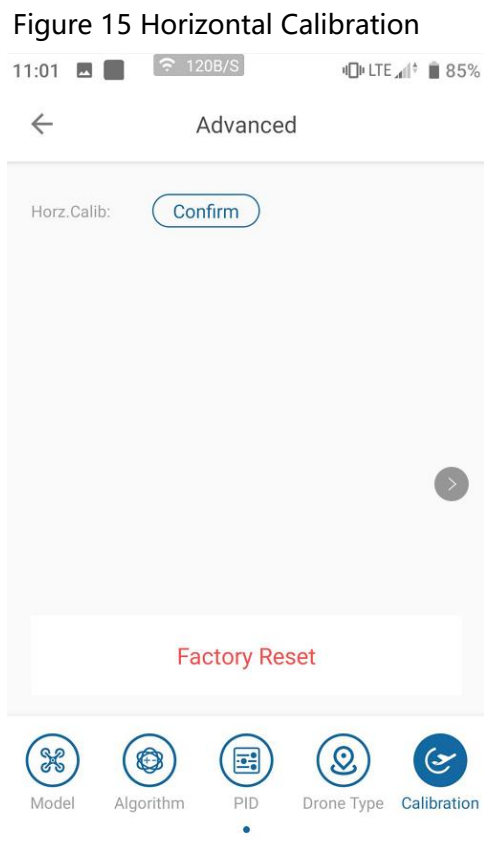 Figure 15 Horizontal Calibration
11:01 120B/S LTE 85%
Advanced
Horz.Calib: Confirm
Factory Reset
Model Algorithm PID Drone Type Calibration